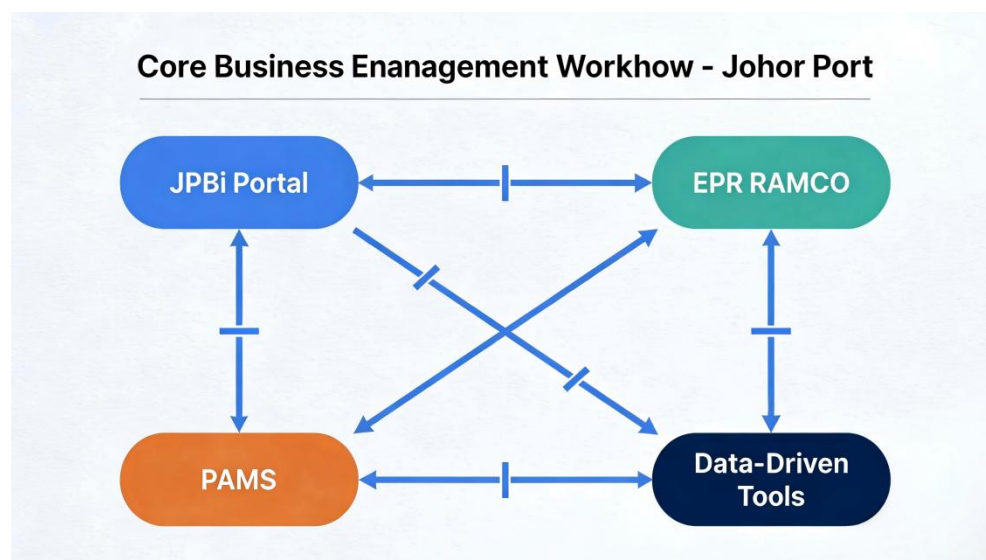 Core Business Enanagement Workhow - Johor Port
JPBi Portal
EPR RAMCO
PAMS
Data-Driven
Tools